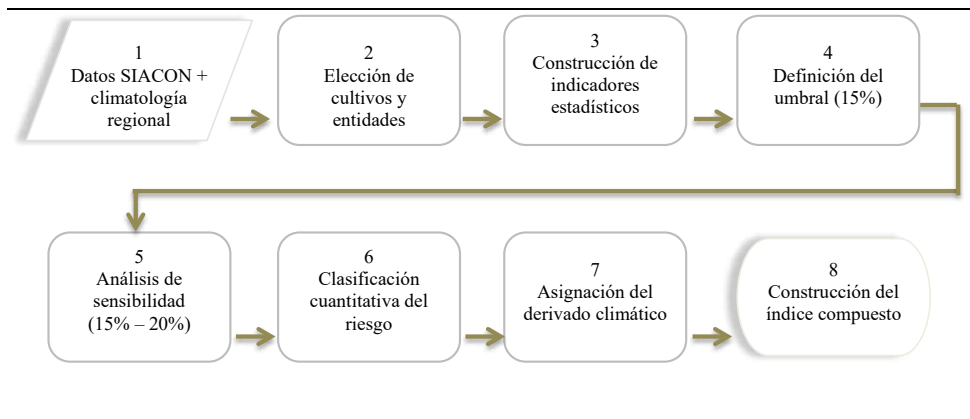 1
Datos SIACON +
climatología
regional
2
Elección de
cultivos y
entidades
3
Construcción de
indicadores
estadísticos
4
Definición del
umbral (15%)
5
Análisis de
sensibilidad
(15% – 20%)
6
Clasificación
cuantitativa del
riesgo
7
Asignación del
derivado climático
8
Construcción del
índice compuesto